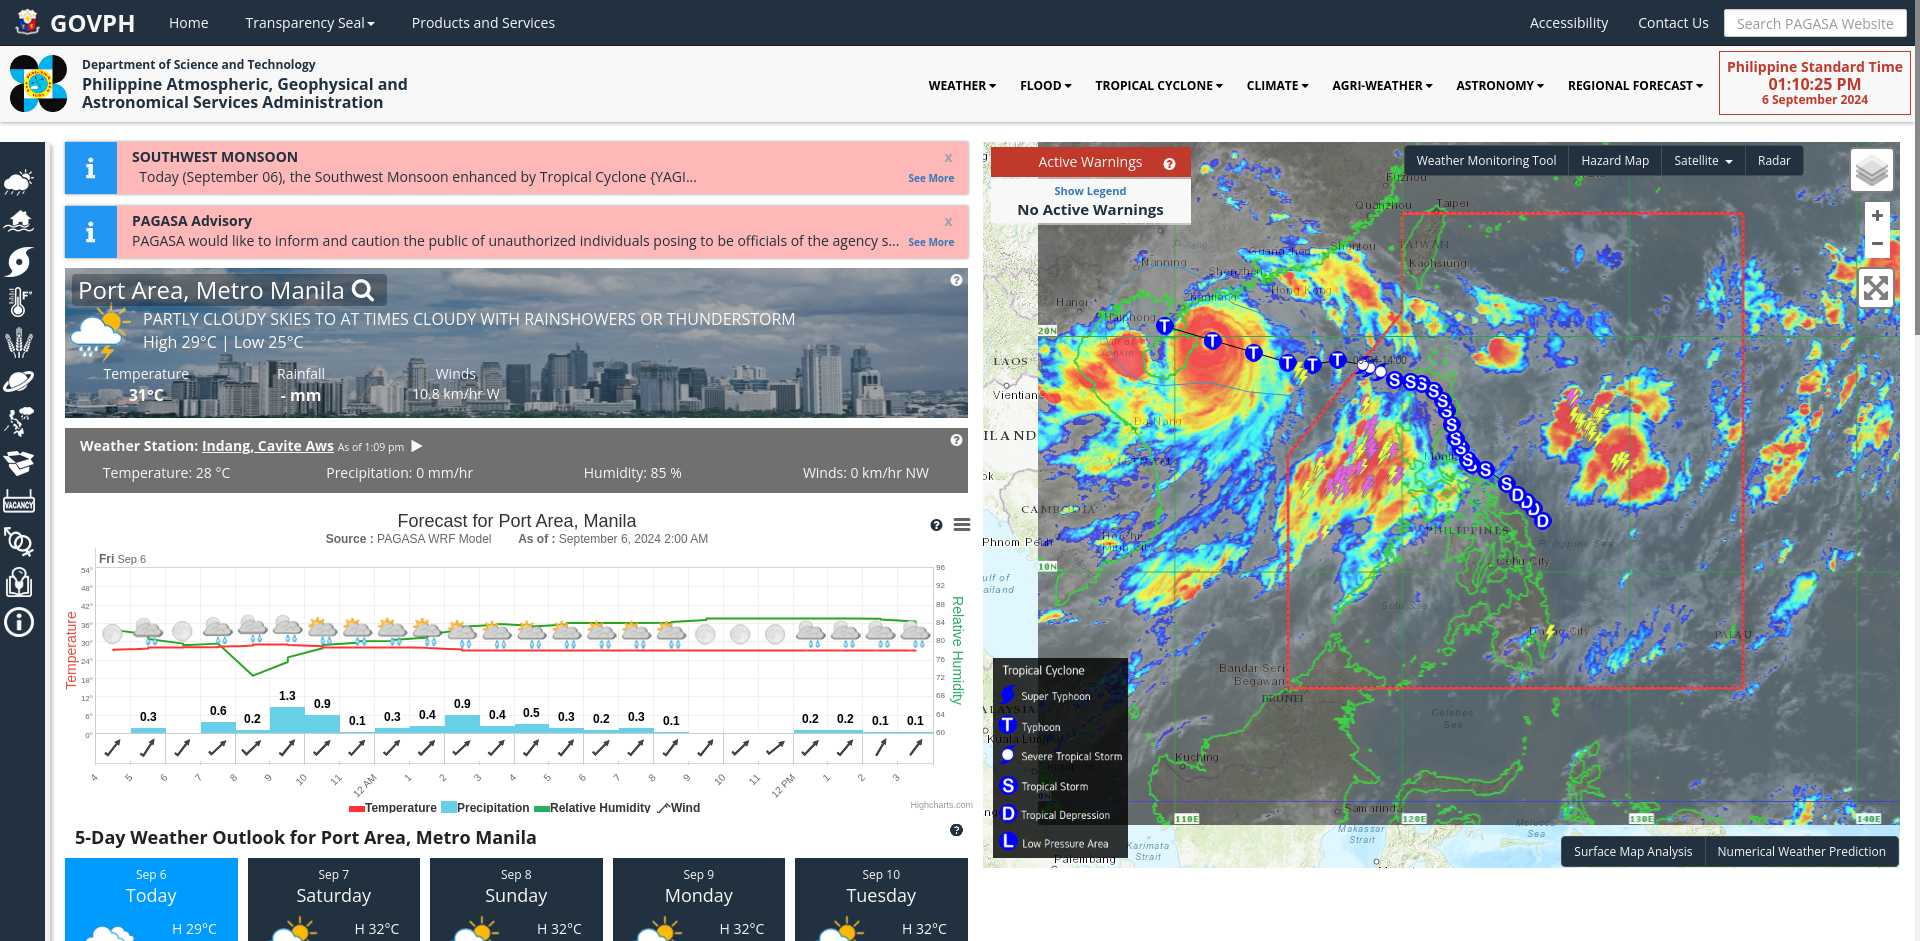 GOVPH Home Transparency Seal Products and Services Accessibility Contact Us Search PAGASA Website
Department of Science and Technology
Philippine Atmospheric, Geophysical and
Astronomical Services Administration
WEATHER FLOOD TROPICAL CYCLONE CLIMATE AGRI-WEATHER ASTRONOMY REGIONAL FORECAST
Philippine Standard Time
01:10:25 PM
6 September 2024
SOUTHWEST MONSOON x
Today (September 06), the Southwest Monsoon enhanced by Tropical Cyclone {YAGI... See More
PAGASA Advisory x
PAGASA would like to inform and caution the public of unauthorized individuals posing to be officials of the agency s... See More
Port Area, Metro Manila
PARTLY CLOUDY SKIES TO AT TIMES CLOUDY WITH RAINSHOWERS OR THUNDERSTORM
High 29°C | Low 25°C
Temperature Rainfall Winds
31°C - mm 10.8 km/hr W
Weather Station: Indang, Cavite Aws As of 1:09 pm
Temperature: 28 °C Precipitation: 0 mm/hr Humidity: 85 % Winds: 0 km/hr NW
Forecast for Port Area, Manila
Source : PAGASA WRF Model As of : September 6, 2024 2:00 AM
Fri Sep 6
Temperature
54°
48°
42°
36°
30°
24°
18°
12°
6°
0°
96
92
88
84
80
76
72
68
64
60
Relative Humidity
0.3 0.6 0.2 1.3 0.9 0.1 0.3 0.4 0.9 0.4 0.5 0.3 0.2 0.3 0.1 0.2 0.2 0.1 0.1
4 5 6 7 8 9 10 11 12 AM 1 2 3 4 5 6 7 8 9 10 11 12 PM 1 2 3
Temperature Precipitation Relative Humidity Wind
Highcharts.com
5-Day Weather Outlook for Port Area, Metro Manila
Sep 6 Sep 7 Sep 8 Sep 9 Sep 10
Today Saturday Sunday Monday Tuesday
H 29°C H 32°C H 32°C H 32°C H 32°C
VACANCY
Active Warnings
Show Legend
No Active Warnings
Weather Monitoring Tool Hazard Map Satellite Radar
+
−
Fuzhou
Quanzhou Taipei
Guangzhou Shantou TAIWAN
Nanning Shenzhen Kaohsiung
Hanoi Zhanjiang Hong Kong
Haiphong
20N
LAOS
Vientian
Da Nang
ILAND
VIETNAM
ok
CAMBODIA
Phnom Penh
10N
ulf of
ailand
PHILIPPINES
Philippine Sea
Cebu City
Sulu Sea
Davao City
PALAU
Bandar Seri
Begawan
BRUNEI
Celebes
Sea
ALAYSIA
Kuala Lum
Kuching
Samarinda
110E 120E 130E 140E
Makassar
Strait
Molucca
Sea
Karimata
Strait
Palembang
Tropical Cyclone
Super Typhoon
T Typhoon
Severe Tropical Storm
S Tropical Storm
D Tropical Depression
L Low Pressure Area
Surface Map Analysis Numerical Weather Prediction